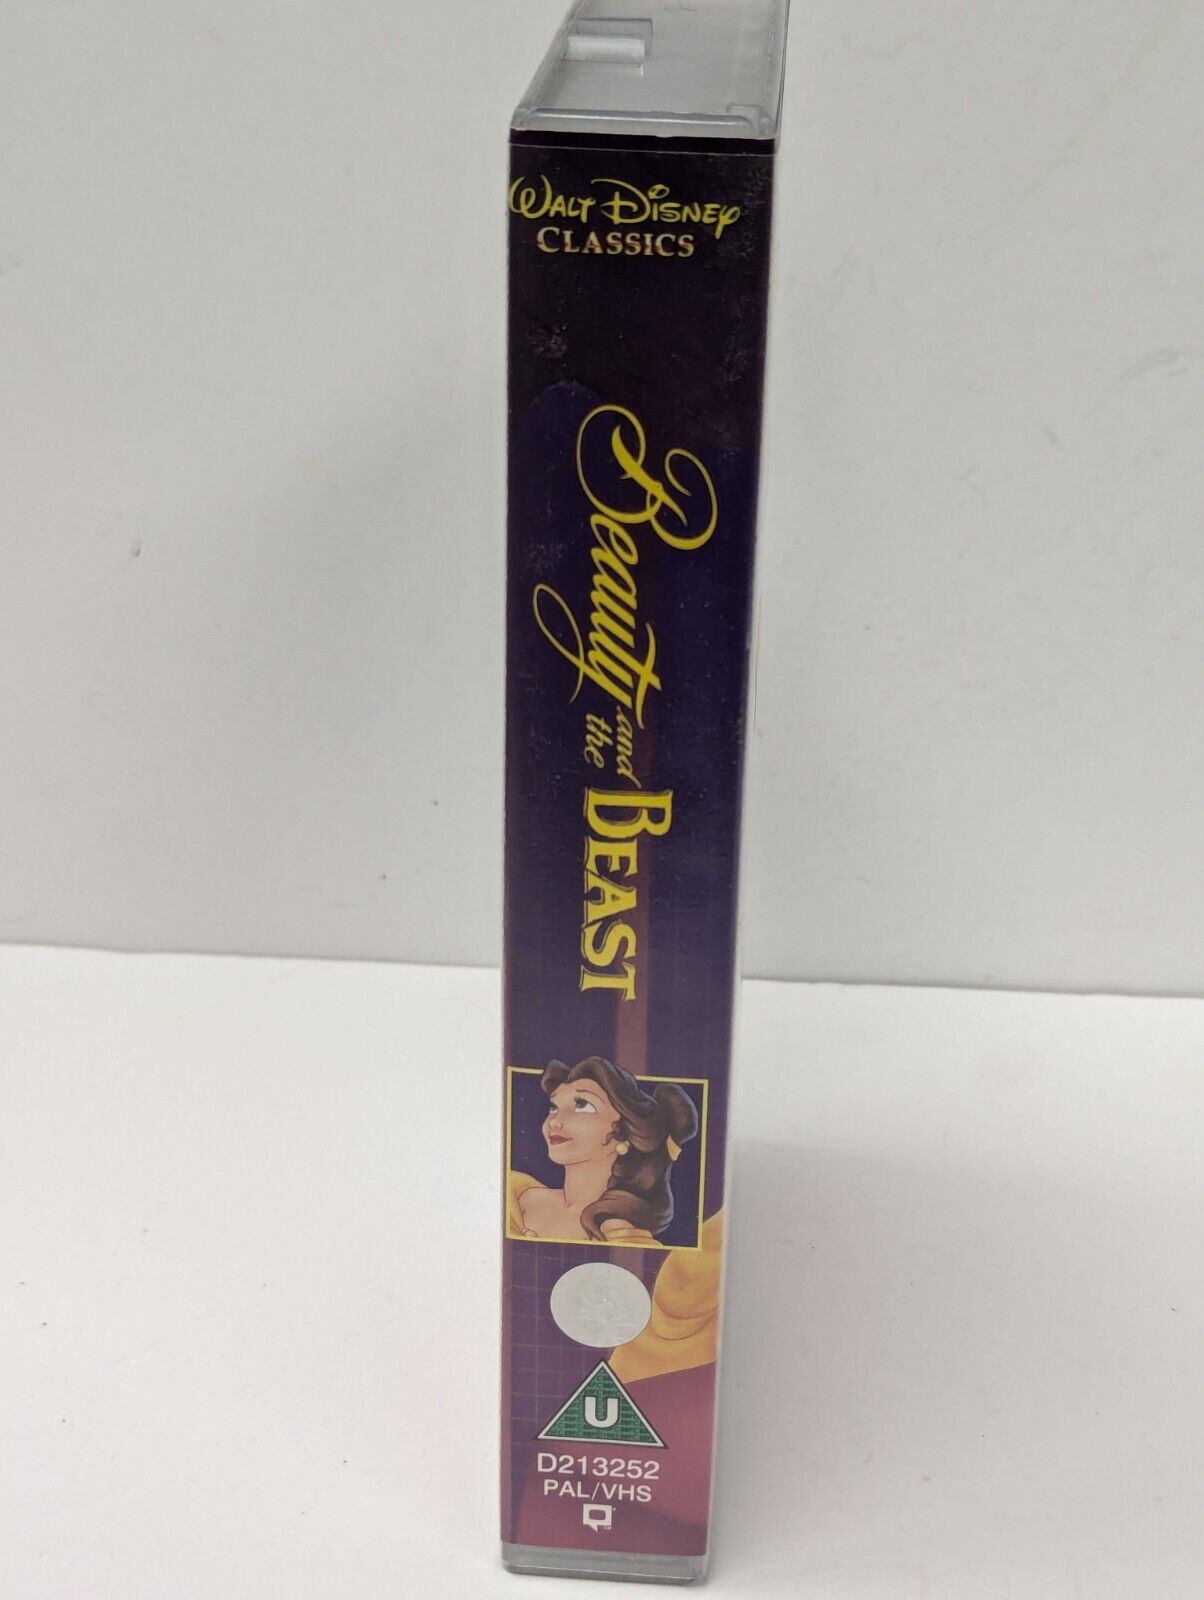 WALT DISNEY
CLASSICS
Beauty
and
the
BEAST
U
D213252
PAL/VHS